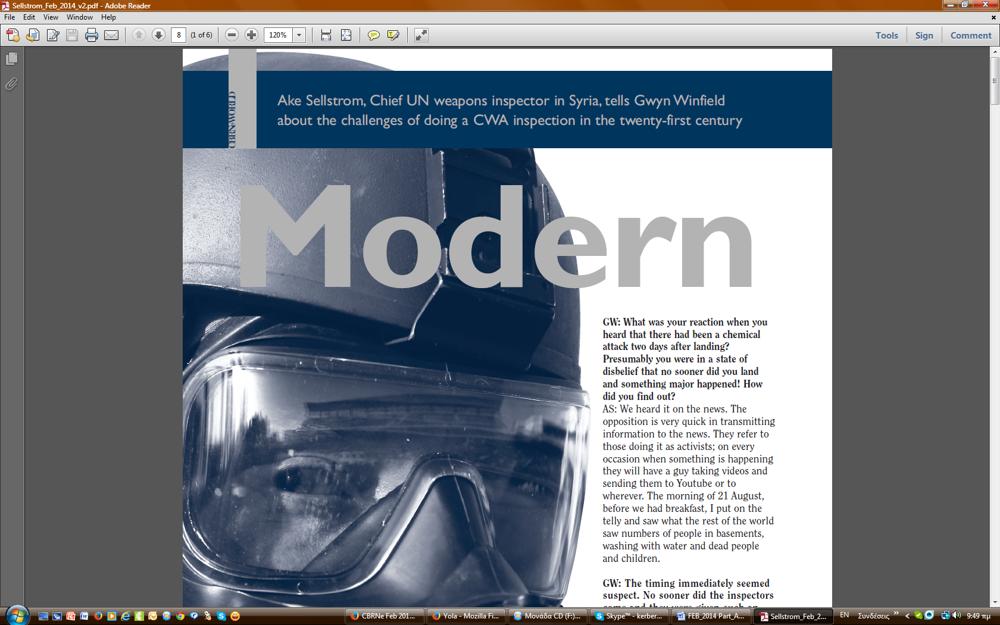 Sellstrom_Feb_2014_v2.pdf - Adobe Reader
File Edit View Window Help
8 (1 of 6) 120% Tools Sign Comment
CBRNeWORLD
Ake Sellstrom, Chief UN weapons inspector in Syria, tells Gwyn Winfield
about the challenges of doing a CWA inspection in the twenty-first century
Modern
GW: What was your reaction when you
heard that there had been a chemical
attack two days after landing?
Presumably you were in a state of
disbelief that no sooner did you land
and something major happened! How
did you find out?
AS: We heard it on the news. The
opposition is very quick in transmitting
information to the news. They refer to
those doing it as activists; on every
occasion when something is happening
they will have a guy taking videos and
sending them to Youtube or to
wherever. The morning of 21 August,
before we had breakfast, I put on the
telly and saw what the rest of the world
saw numbers of people in basements,
washing with water and dead people
and children.
GW: The timing immediately seemed
suspect. No sooner did the inspectors
CBRNe Feb 201... Yola - Mozilla Fi... Μονάδα CD (F:)... Skype™ - kerber... FEB_2014 Part_A... Sellstrom_Feb_2... EN Συνδέσεις 9:49 πμ